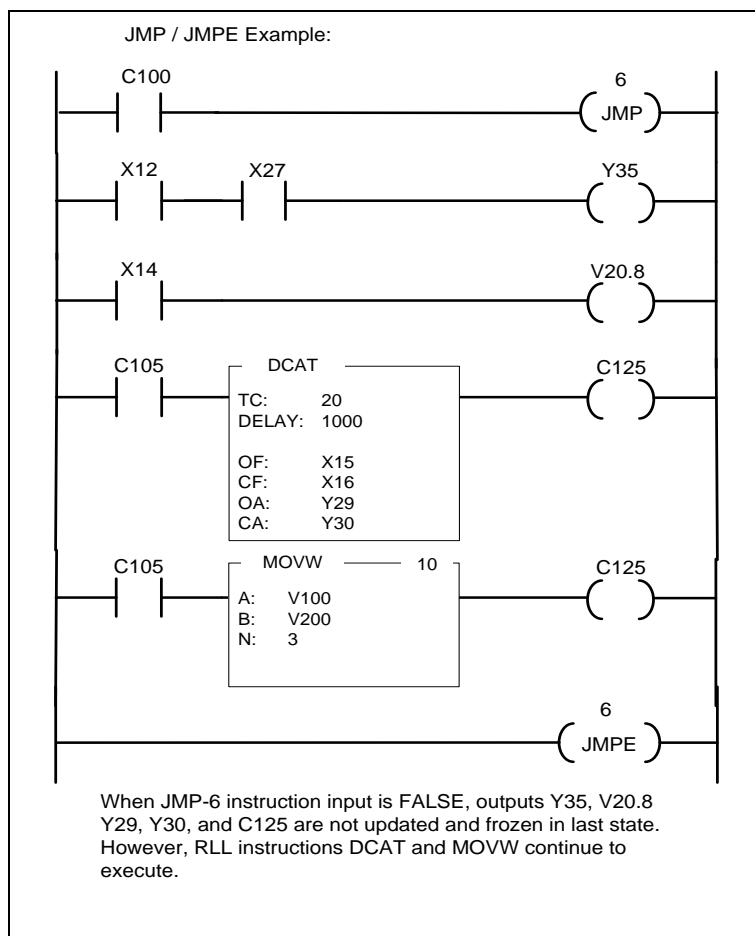 JMP / JMPE Example:
C100
6
JMP
X12 X27 Y35
X14 V20.8
C105 DCAT C125
TC: 20
DELAY: 1000
OF: X15
CF: X16
OA: Y29
CA: Y30
C105 MOVW 10 C125
A: V100
B: V200
N: 3
6
JMPE
When JMP-6 instruction input is FALSE, outputs Y35, V20.8
Y29, Y30, and C125 are not updated and frozen in last state.
However, RLL instructions DCAT and MOVW continue to
execute.